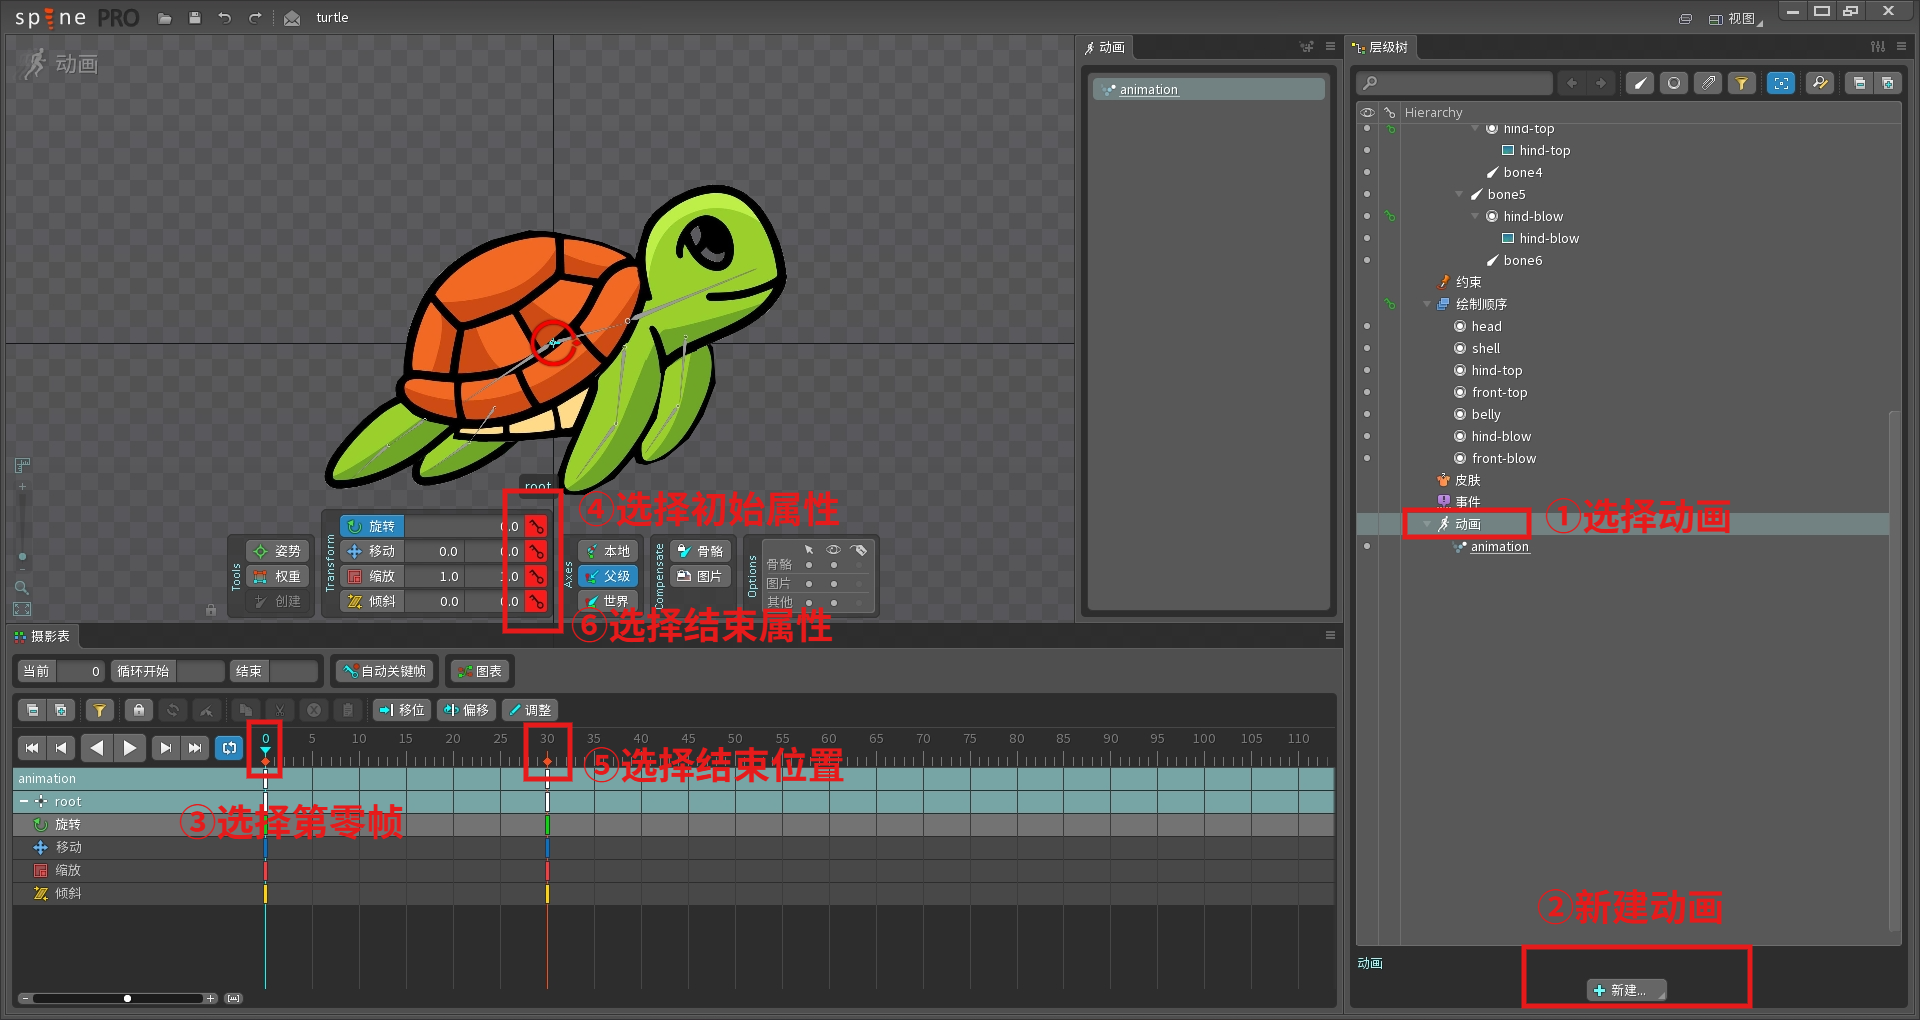 spine PRO
turtle
视图
动画
动画
animation
层级树
Hierarchy
hind-top
hind-top
bone4
bone5
hind-blow
hind-blow
bone6
约束
绘制顺序
head
shell
hind-top
front-top
belly
hind-blow
front-blow
皮肤
事件
动画
animation
①选择动画
②新建动画
动画
新建...
root
④选择初始属性
Tools
姿势
权重
创建
Transform
旋转 0.0
移动 0.0 0.0
缩放 1.0 1.0
倾斜 0.0 0.0
Axes
本地
父级
世界
Compensate
骨骼
图片
Options
骨骼
图片
其他
⑥选择结束属性
摄影表
当前 0 循环开始 结束 自动关键帧 图表
移位 偏移 调整
0 5 10 15 20 25 30 35 40 45 50 55 60 65 70 75 80 85 90 95 100 105 110
⑤选择结束位置
animation
root
③选择第零帧
旋转
移动
缩放
倾斜